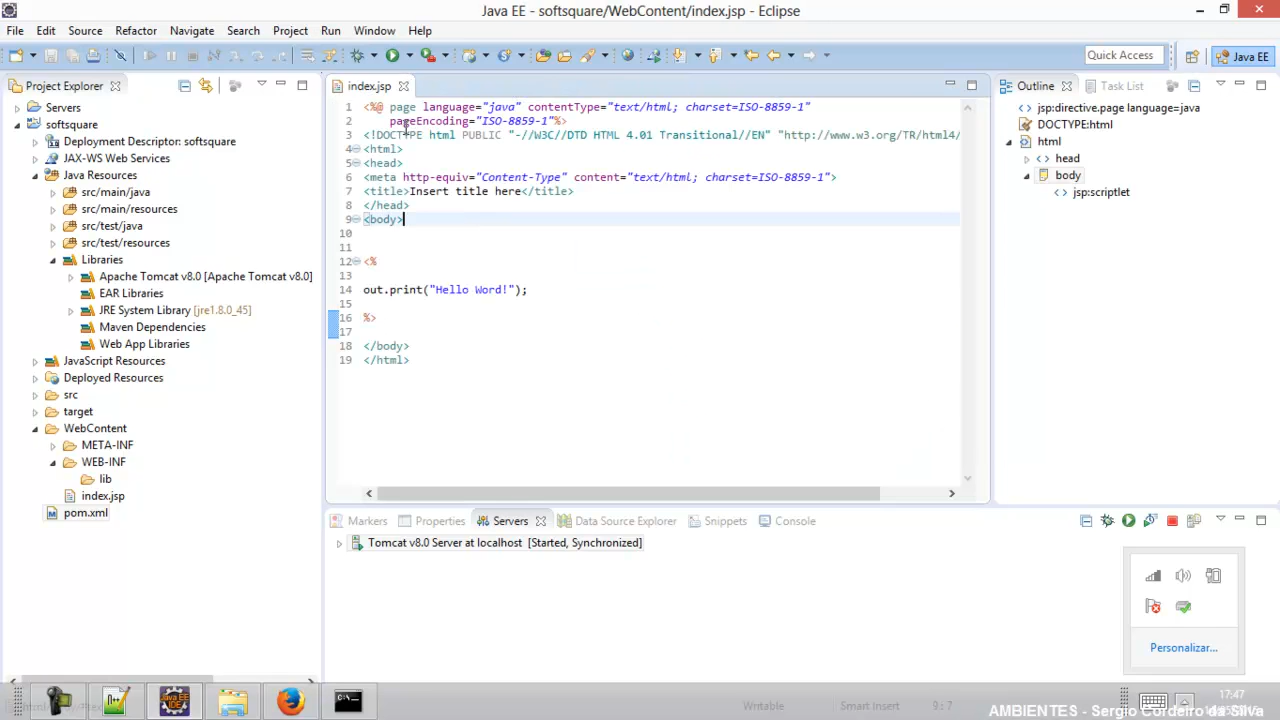 Java EE - softsquare/WebContent/index.jsp - Eclipse
File Edit Source Refactor Navigate Search Project Run Window Help
Quick Access
Java EE
Project Explorer
Servers
softsquare
Deployment Descriptor: softsquare
JAX-WS Web Services
Java Resources
src/main/java
src/main/resources
src/test/java
src/test/resources
Libraries
Apache Tomcat v8.0 [Apache Tomcat v8.0]
EAR Libraries
JRE System Library [jre1.8.0_45]
Maven Dependencies
Web App Libraries
JavaScript Resources
Deployed Resources
src
target
WebContent
META-INF
WEB-INF
lib
index.jsp
pom.xml
index.jsp
1 <%@ page language="java" contentType="text/html; charset=ISO-8859-1"
2 pageEncoding="ISO-8859-1"%>
3 <!DOCTYPE html PUBLIC "-//W3C//DTD HTML 4.01 Transitional//EN" "http://www.w3.org/TR/html4/
4 <html>
5 <head>
6 <meta http-equiv="Content-Type" content="text/html; charset=ISO-8859-1">
7 <title>Insert title here</title>
8 </head>
9 <body>
10
11
12 <%
13
14 out.print("Hello Word!");
15
16 %>
17
18 </body>
19 </html>
Outline Task List
jsp:directive.page language=java
DOCTYPE:html
html
head
body
jsp:scriptlet
Markers Properties Servers Data Source Explorer Snippets Console
Tomcat v8.0 Server at localhost [Started, Synchronized]
Personalizar...
Writable Smart Insert 9 : 7
17:47
AMBIENTES - Sergio Cordeiro da Silva